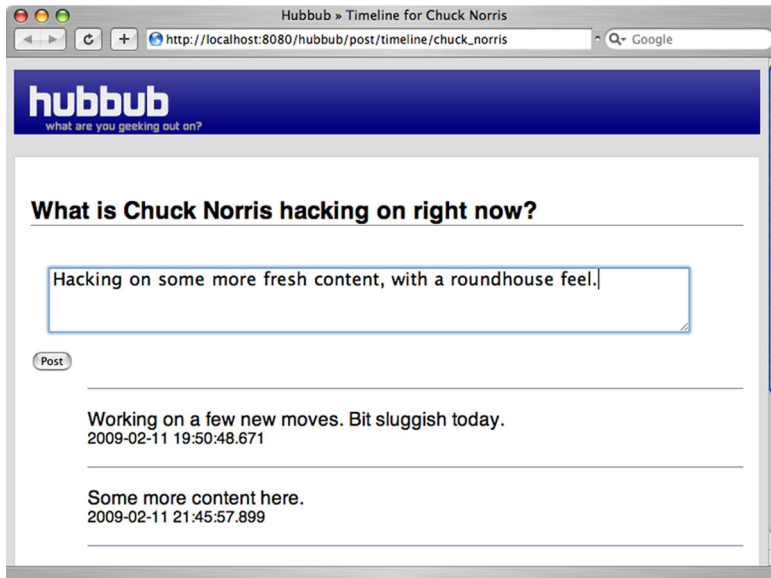 Hubbub » Timeline for Chuck Norris
http://localhost:8080/hubbub/post/timeline/chuck_norris
Google
hubbub
what are you geeking out on?
What is Chuck Norris hacking on right now?
Hacking on some more fresh content, with a roundhouse feel.
Post
Working on a few new moves. Bit sluggish today.
2009-02-11 19:50:48.671
Some more content here.
2009-02-11 21:45:57.899